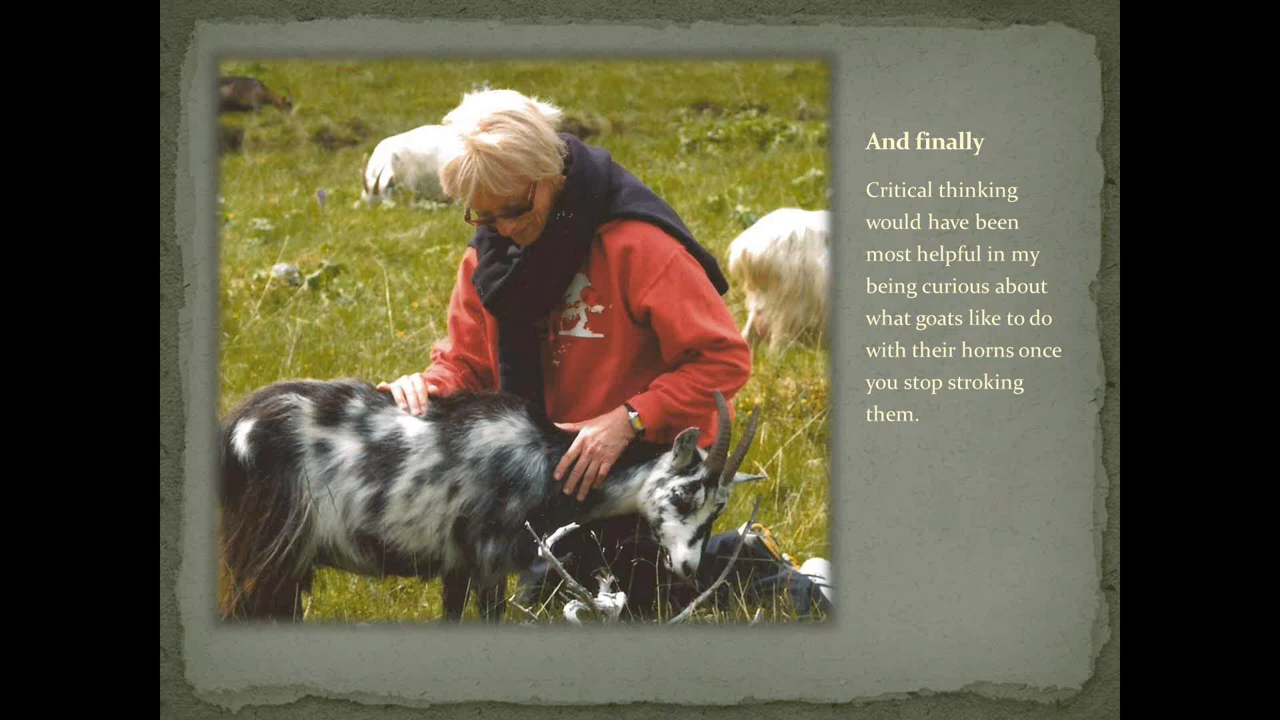 And finally
Critical thinking
would have been
most helpful in my
being curious about
what goats like to do
with their horns once
you stop stroking
them.